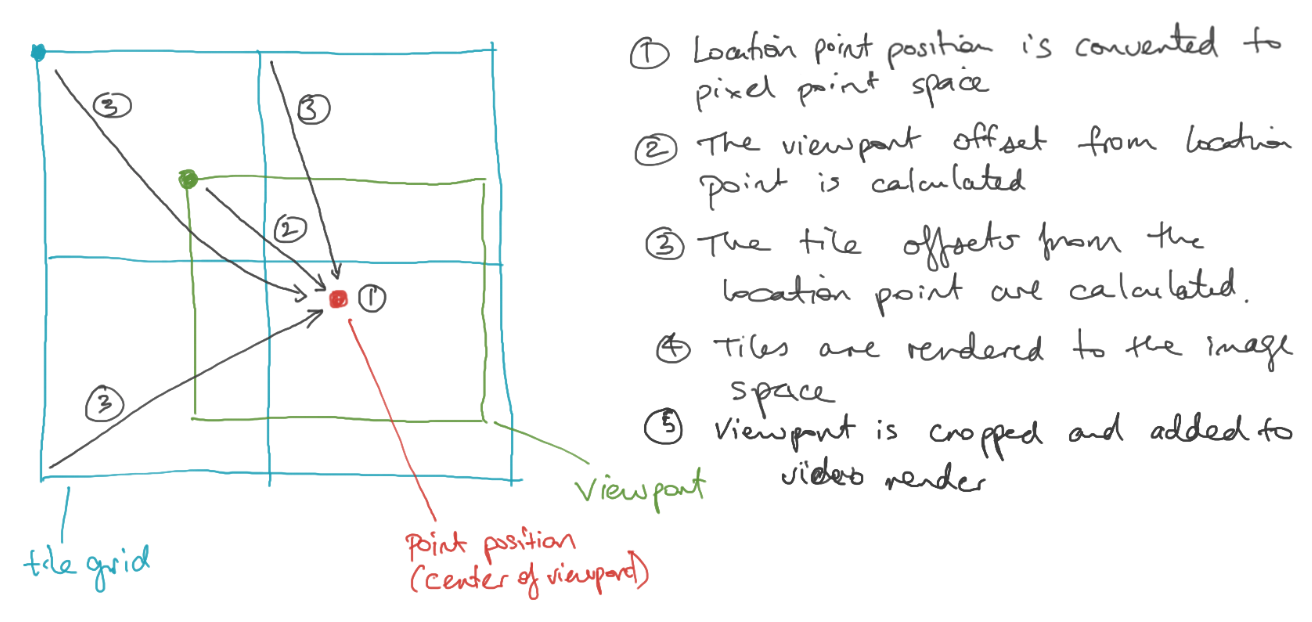 ① Location point position is converted to
pixel point space
② The viewport offset from location
point is calculated
③ The tile offsets from the
location point are calculated.
④ Tiles are rendered to the image
space
⑤ Viewport is cropped and added to
video render
③
③
②
①
③
Viewport
Point position
(center of viewport)
tile grid